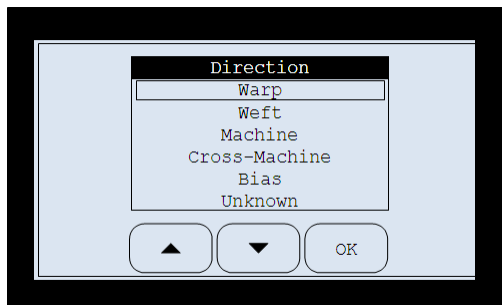 Direction
Warp
Weft
Machine
Cross-Machine
Bias
Unknown
OK